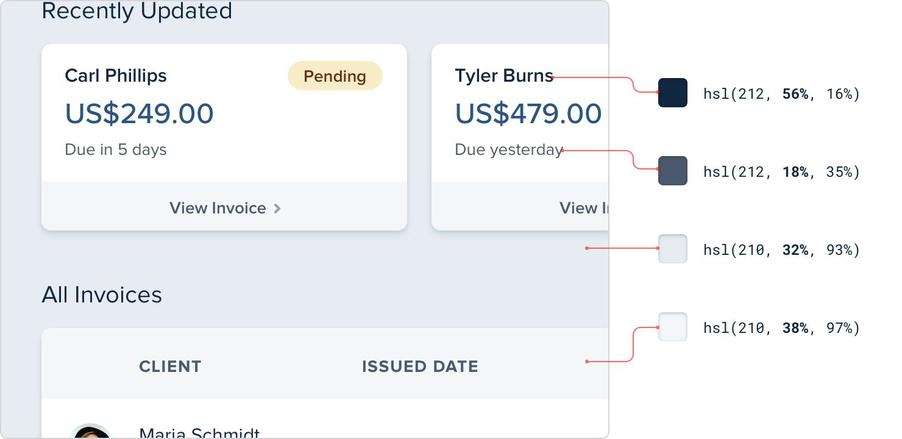 Recently Updated
Carl Phillips
Pending
US$249.00
Due in 5 days
View Invoice
Tyler Burns
US$479.00
Due yesterday
View
hsl(212, 56%, 16%)
hsl(212, 18%, 35%)
hsl(210, 32%, 93%)
hsl(210, 38%, 97%)
All Invoices
CLIENT
ISSUED DATE
Maria Schmidt